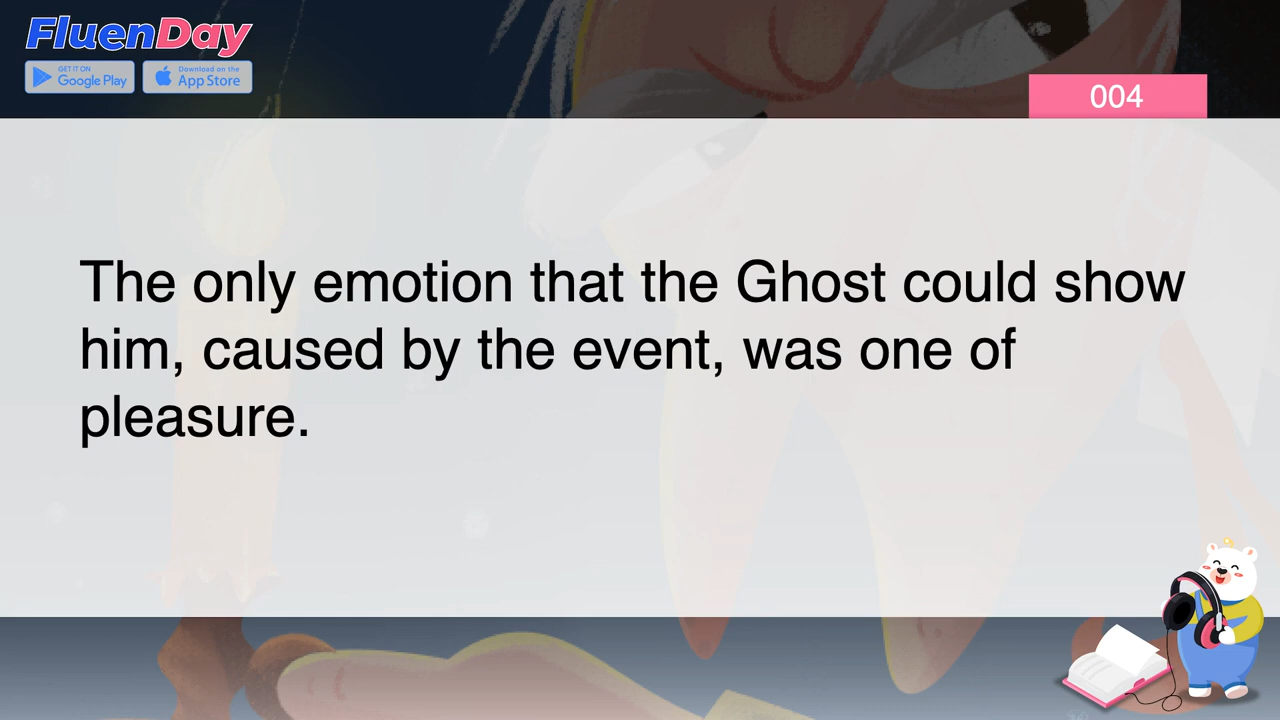 FluenDay
GET IT ON
Google Play
Download on the
App Store
004
The only emotion that the Ghost could show
him, caused by the event, was one of
pleasure.